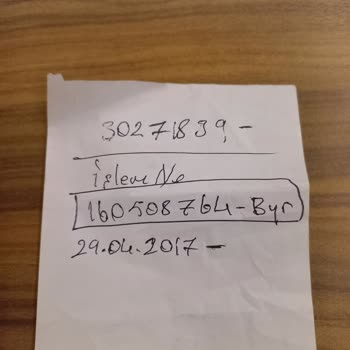 30271839,-
İşlem No
160508764-Byr
29.04.2017-